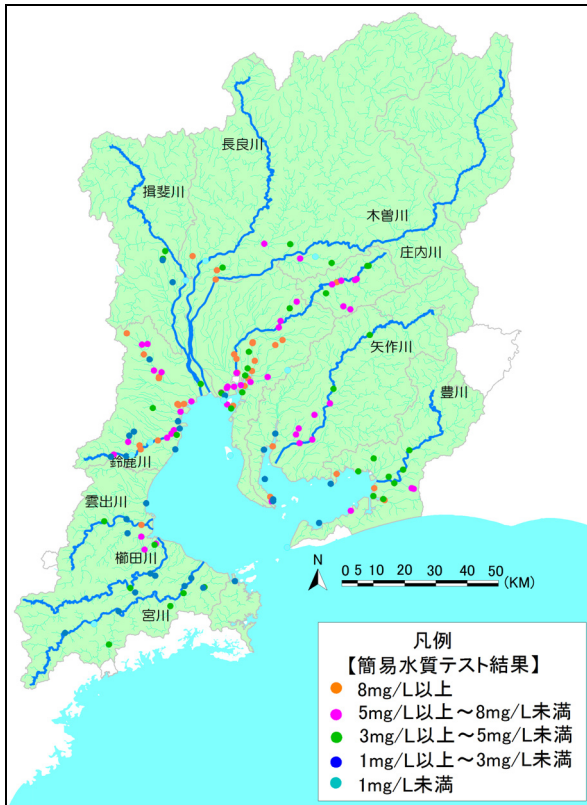 長良川
揖斐川
木曽川
庄内川
矢作川
豊川
鈴鹿川
雲出川
櫛田川
宮川
N
0 5 10 20 30 40 50
(KM)
凡例
【簡易水質テスト結果】
8mg/L以上
5mg/L以上～8mg/L未満
3mg/L以上～5mg/L未満
1mg/L以上～3mg/L未満
1mg/L未満